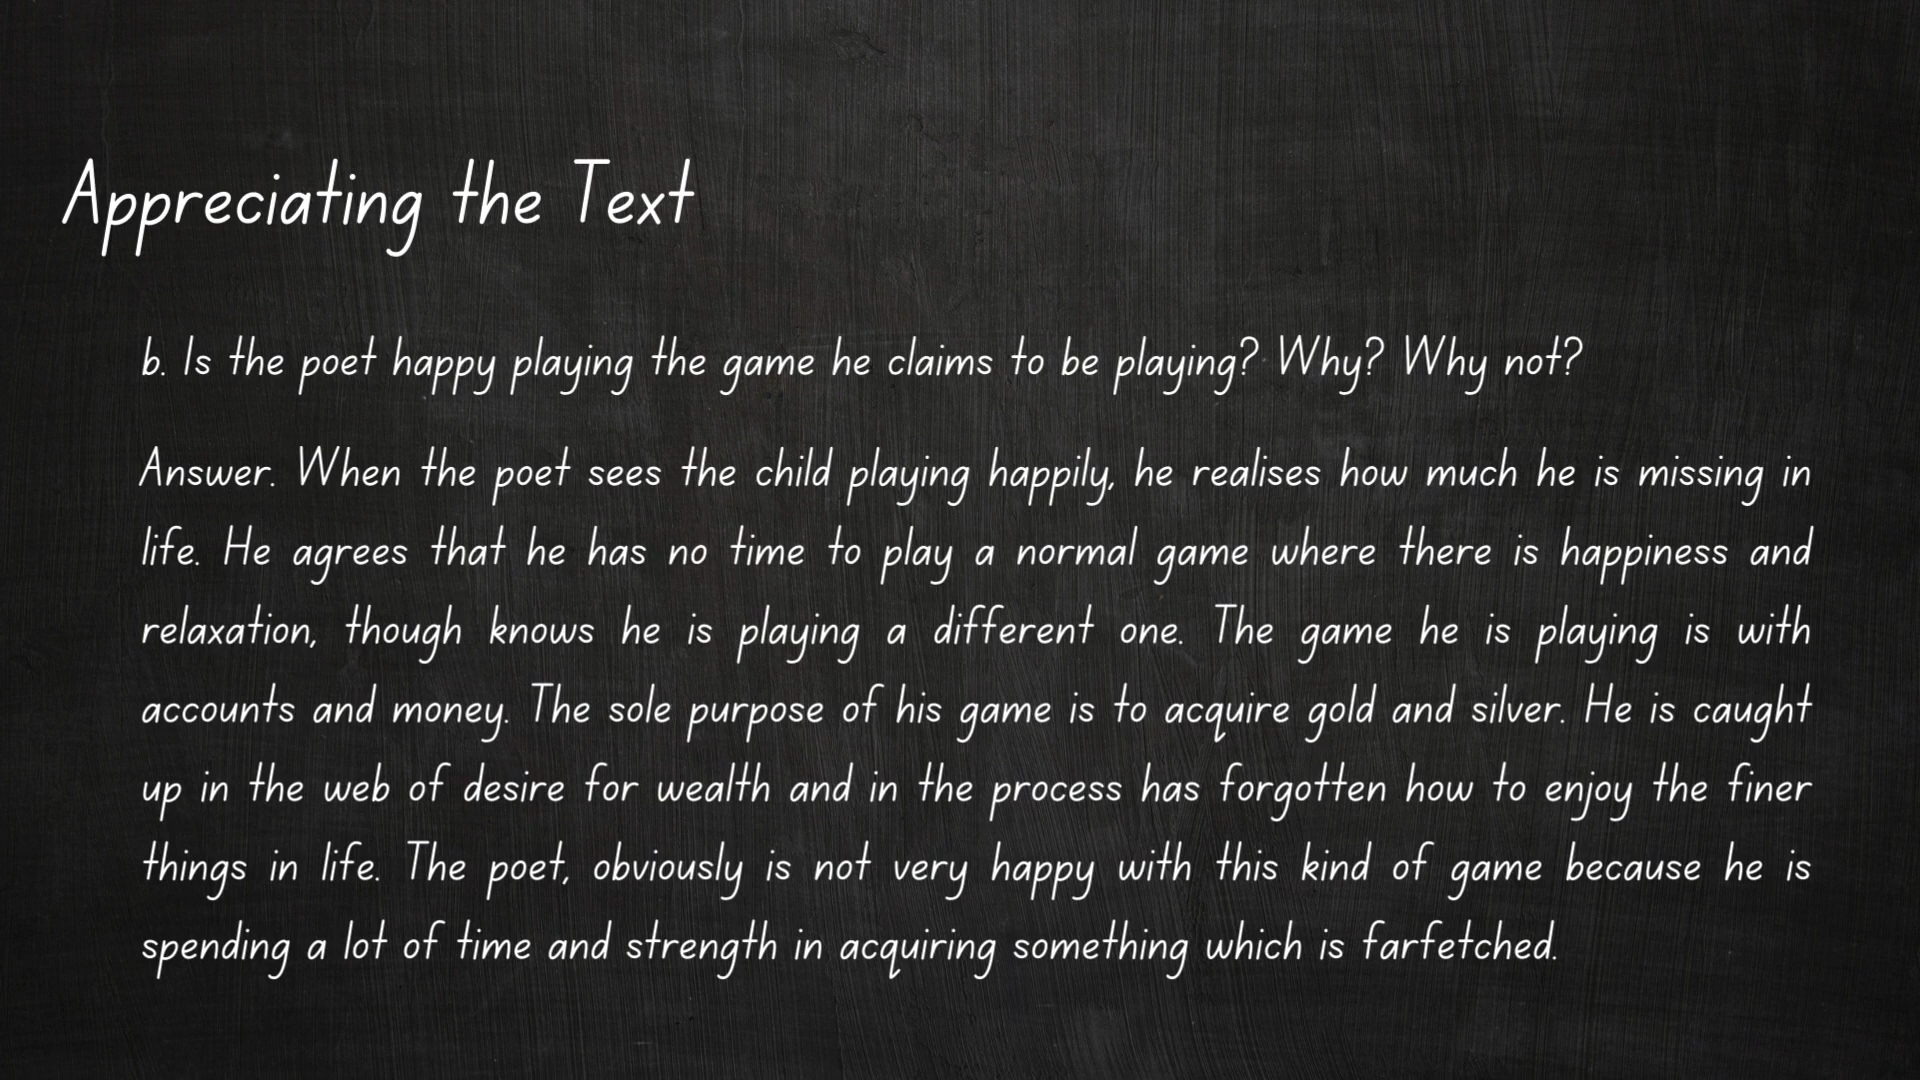 Appreciating the Text
b. Is the poet happy playing the game he claims to be playing? Why? Why not?
Answer. When the poet sees the child playing happily, he realises how much he is missing in
life. He agrees that he has no time to play a normal game where there is happiness and
relaxation, though knows he is playing a different one. The game he is playing is with
accounts and money. The sole purpose of his game is to acquire gold and silver. He is caught
up in the web of desire for wealth and in the process has forgotten how to enjoy the finer
things in life. The poet, obviously is not very happy with this kind of game because he is
spending a lot of time and strength in acquiring something which is farfetched.